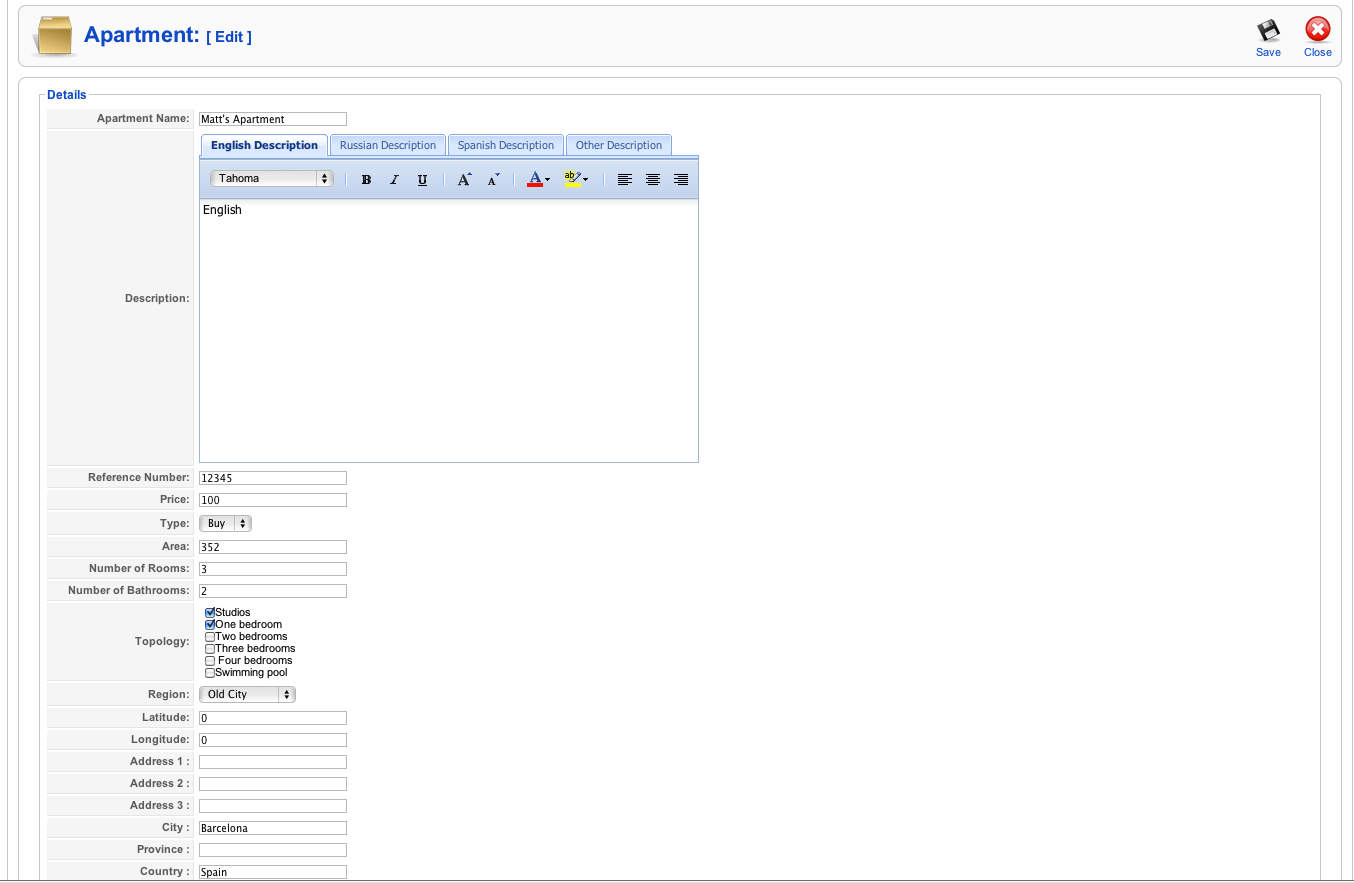 Apartment: [ Edit ]
Save
Close
Details
Apartment Name: Matt's Apartment
English Description Russian Description Spanish Description Other Description
Tahoma B I U A A A ab
English
Description:
Reference Number: 12345
Price: 100
Type: Buy
Area: 352
Number of Rooms: 3
Number of Bathrooms: 2
Topology:
Studios
One bedroom
Two bedrooms
Three bedrooms
Four bedrooms
Swimming pool
Region: Old City
Latitude: 0
Longitude: 0
Address 1 :
Address 2 :
Address 3 :
City : Barcelona
Province :
Country : Spain